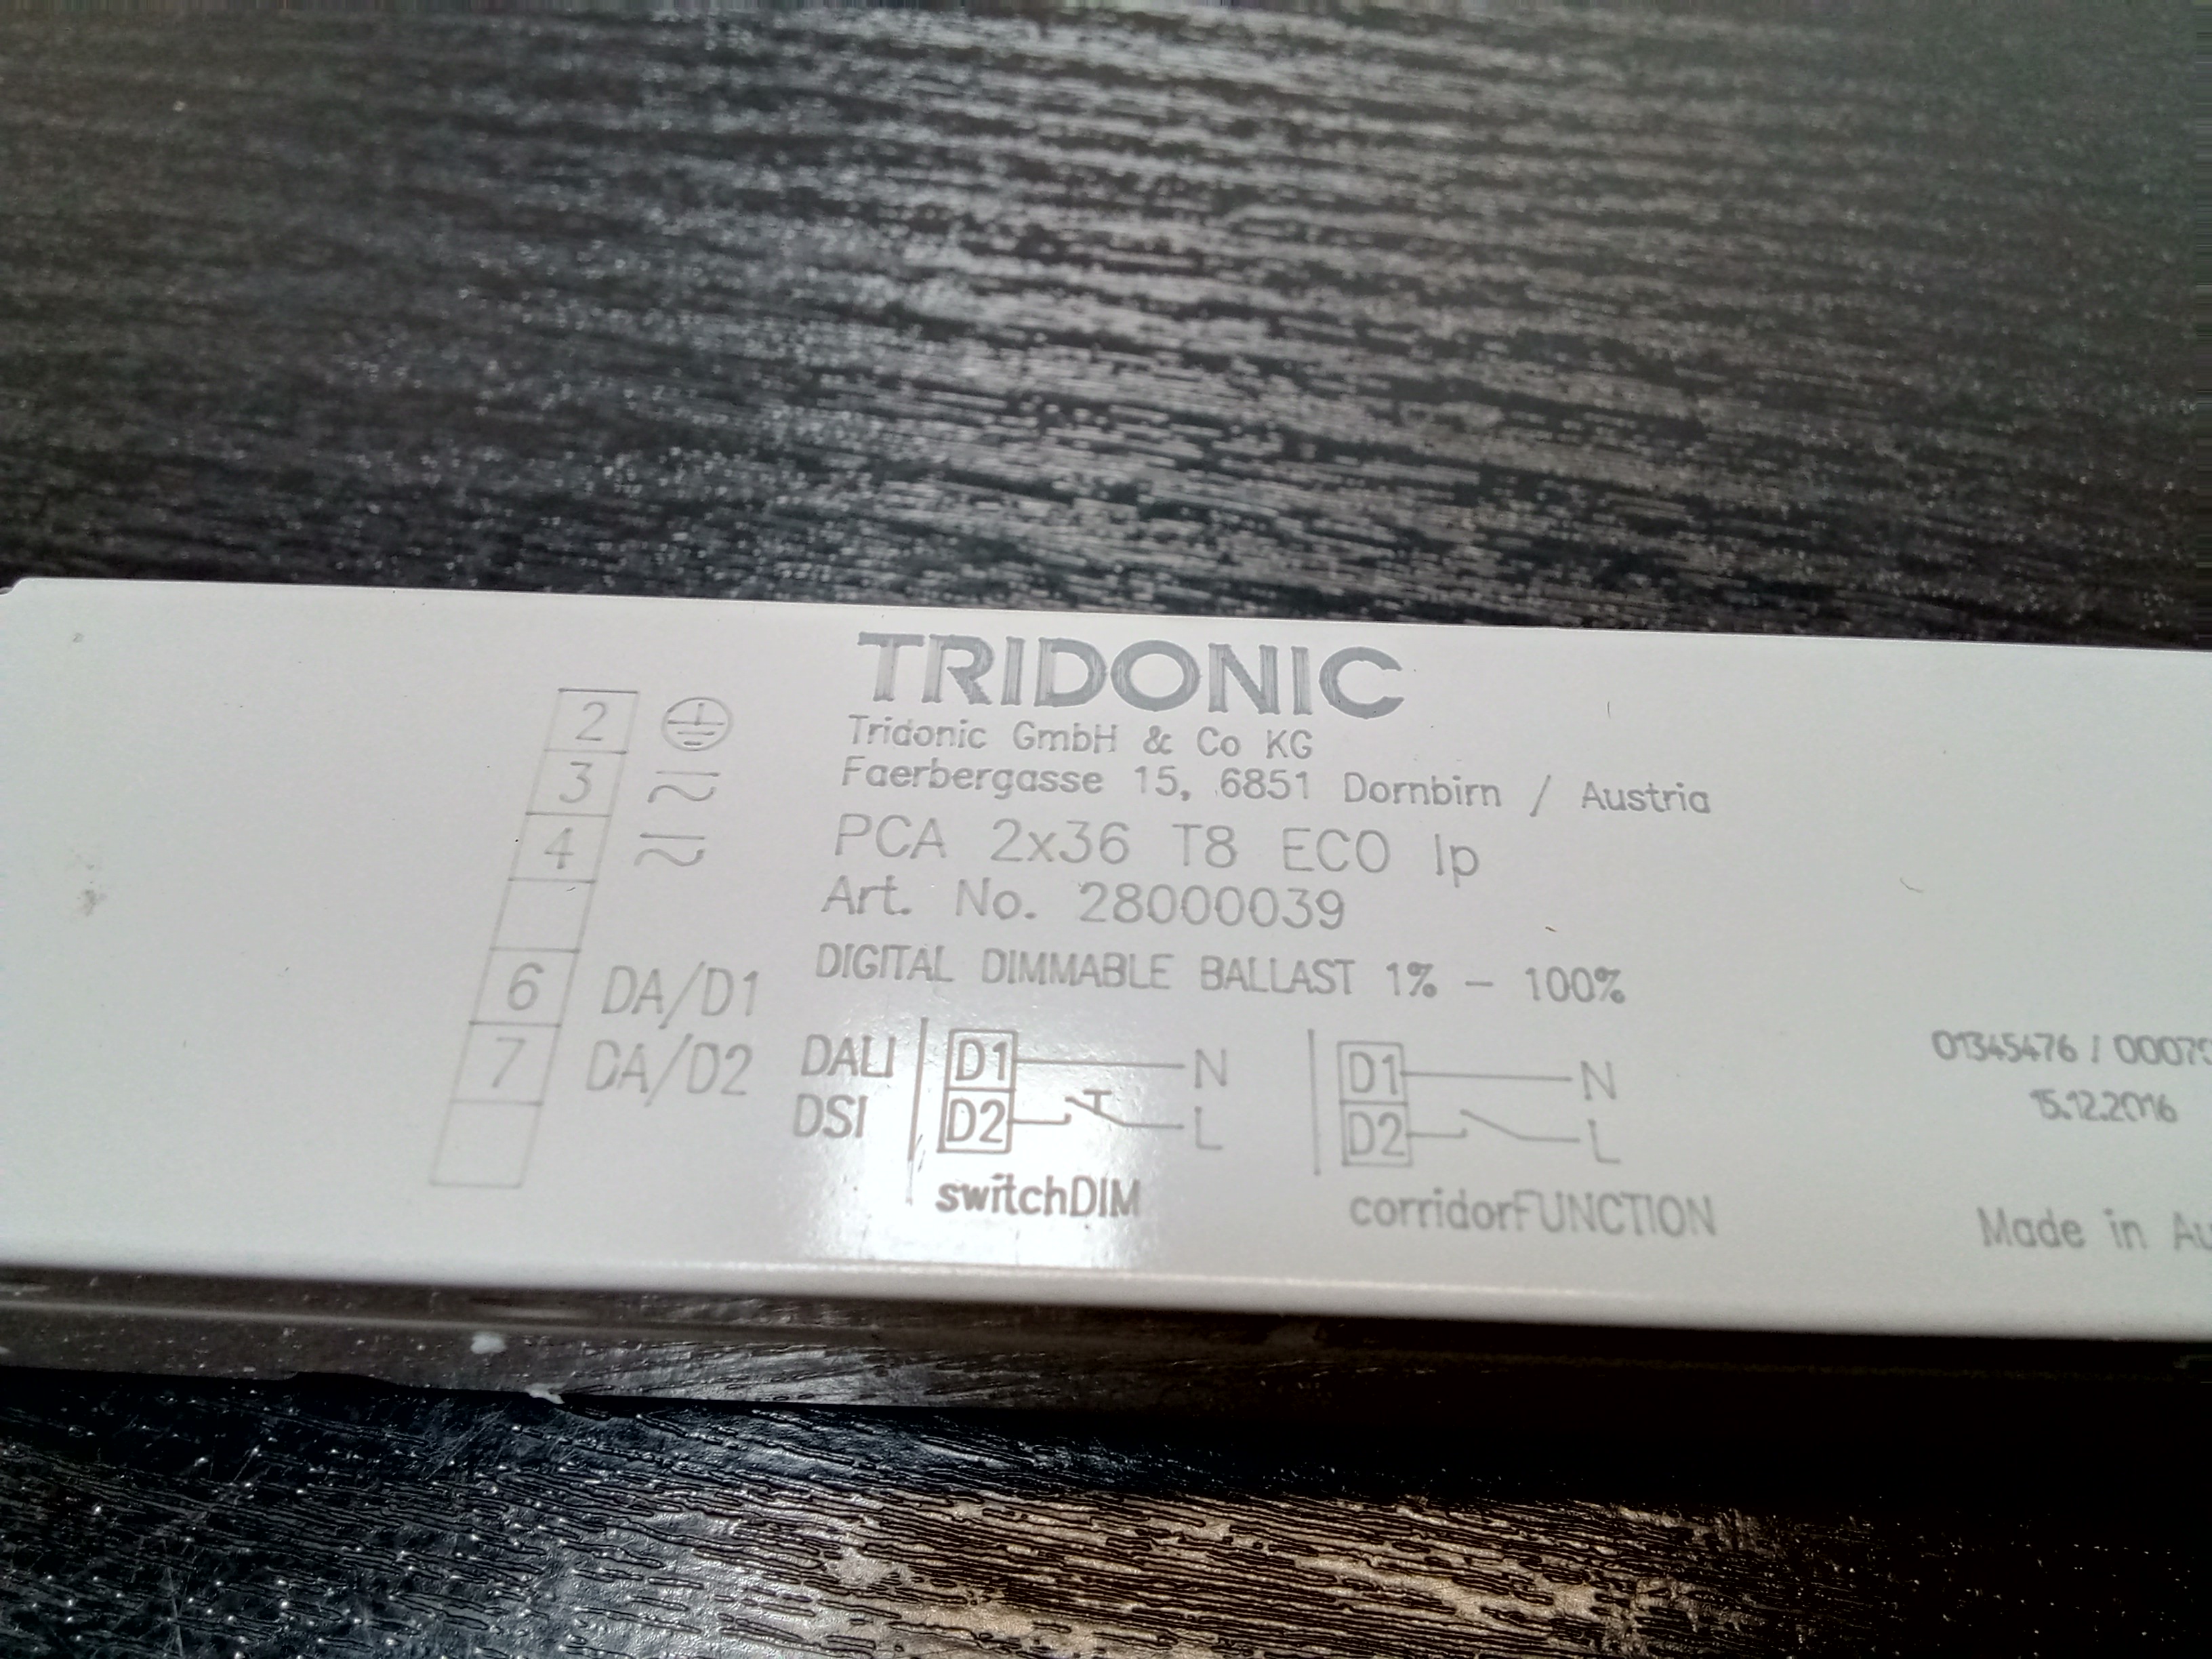 TRIDONIC
Tridonic GmbH & Co KG
Faerbergasse 15, 6851 Dornbirn / Austria
PCA 2x36 T8 ECO lp
Art. No. 28000039
DIGITAL DIMMABLE BALLAST 1% – 100%
2
3
4
6 DA/D1
7 DA/D2
DALI
DSI
D1 N
D2 L
switchDIM
D1 N
D2 L
corridorFUNCTION
01345476 /
15.12.2016
Made in